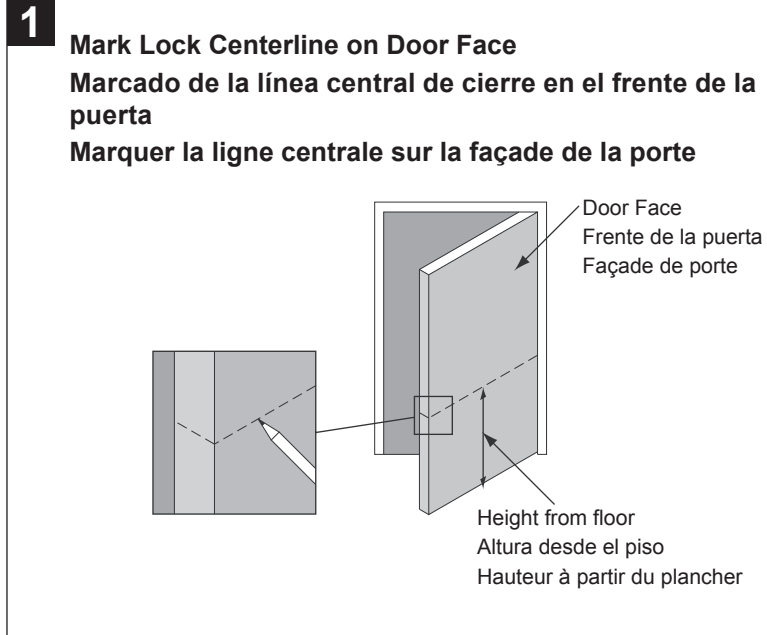 1
Mark Lock Centerline on Door Face
Marcado de la línea central de cierre en el frente de la
puerta
Marquer la ligne centrale sur la façade de la porte
Door Face
Frente de la puerta
Façade de porte
Height from floor
Altura desde el piso
Hauteur à partir du plancher